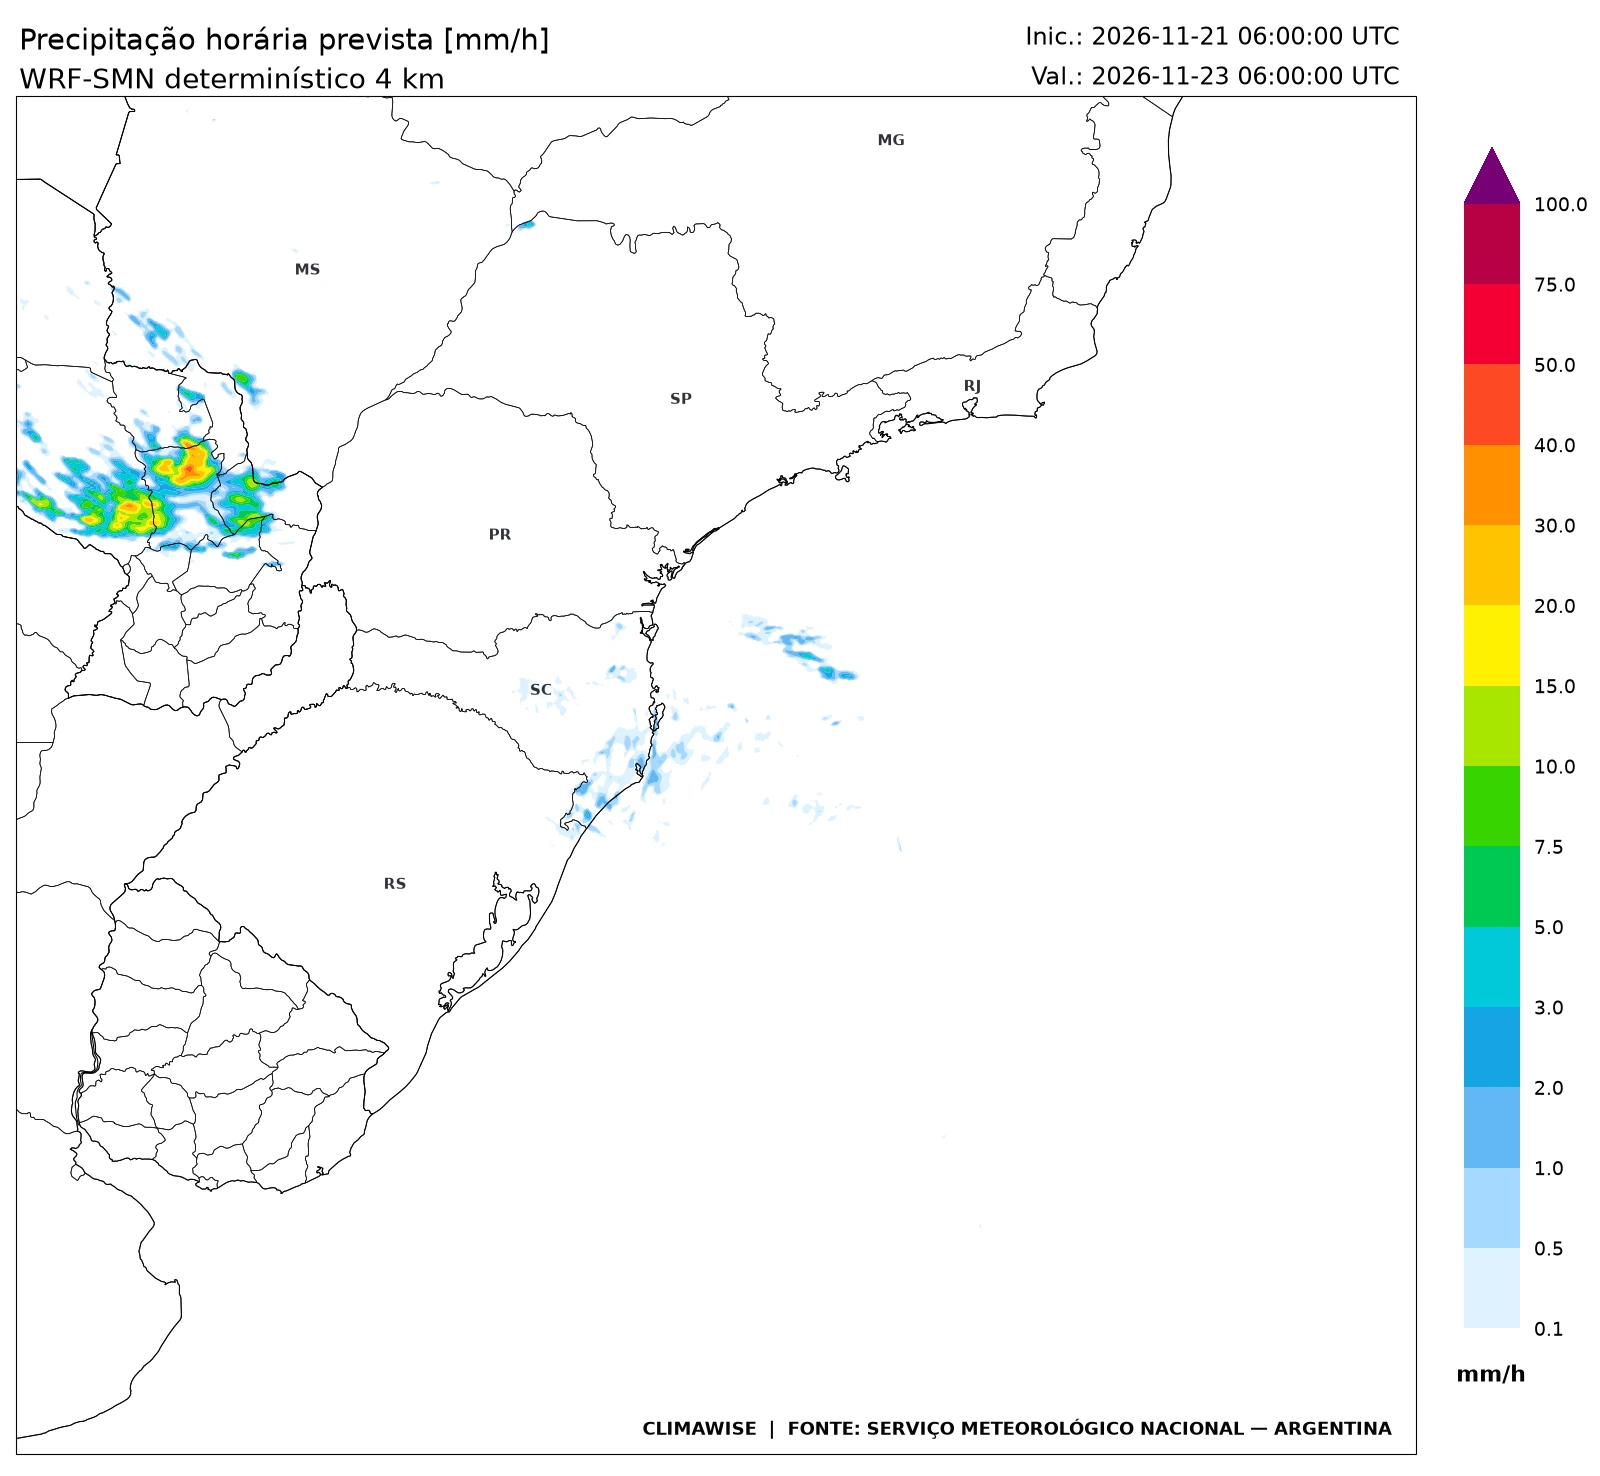 Precipitação horária prevista [mm/h]
WRF-SMN determinístico 4 km
Inic.: 2026-11-21 06:00:00 UTC
Val.: 2026-11-23 06:00:00 UTC
MG
MS
RJ
SP
PR
SC
RS
100.0
75.0
50.0
40.0
30.0
20.0
15.0
10.0
7.5
5.0
3.0
2.0
1.0
0.5
0.1
mm/h
CLIMAWISE | FONTE: SERVIÇO METEOROLÓGICO NACIONAL — ARGENTINA